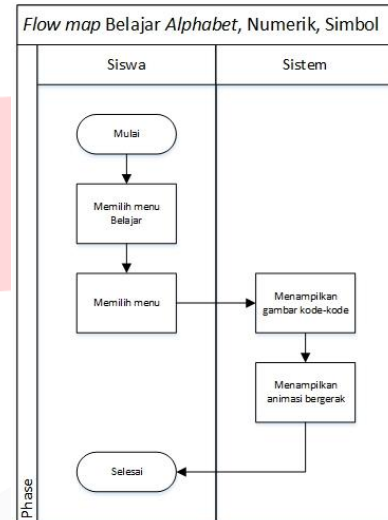 Flow map Belajar Alphabet, Numerik, Simbol
Siswa
Sistem
Mulai
Memilih menu
Belajar
Memilih menu
Menampilkan
gambar kode-kode
Menampilkan
animasi bergerak
Selesai
Phase